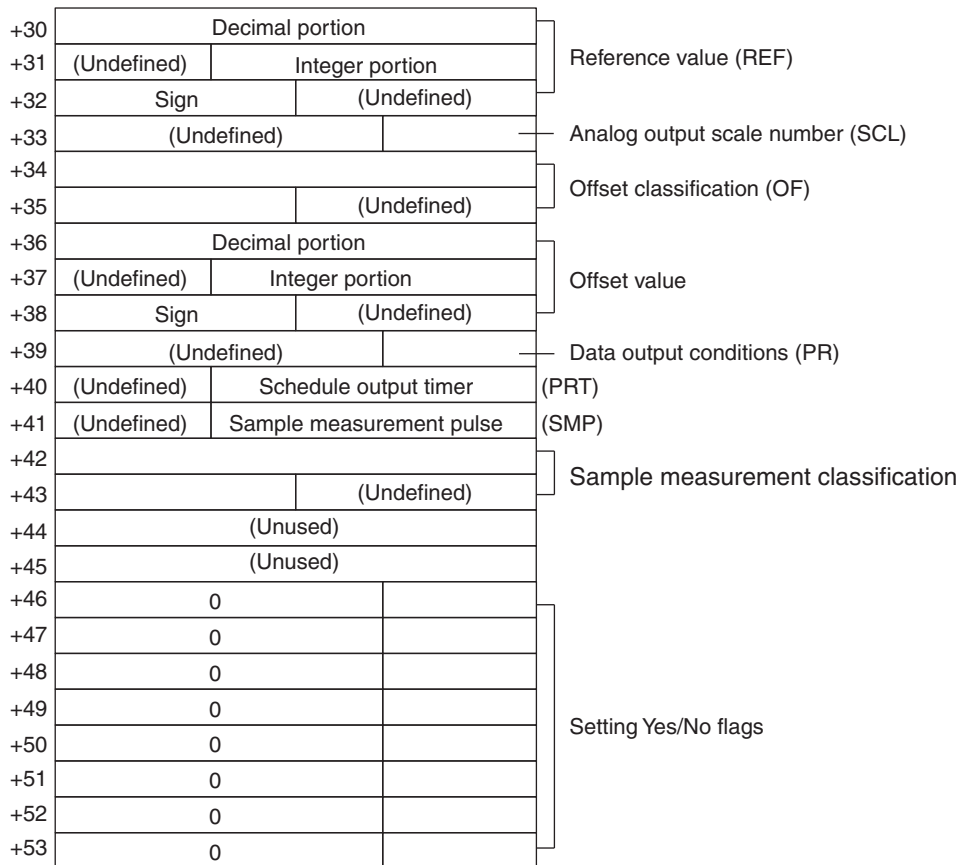 +30 Decimal portion
Reference value (REF)
+31 (Undefined) Integer portion
+32 Sign (Undefined)
+33 (Undefined) Analog output scale number (SCL)
+34
Offset classification (OF)
+35 (Undefined)
+36 Decimal portion
+37 (Undefined) Integer portion Offset value
+38 Sign (Undefined)
+39 (Undefined) Data output conditions (PR)
+40 (Undefined) Schedule output timer (PRT)
+41 (Undefined) Sample measurement pulse (SMP)
+42
Sample measurement classification
+43 (Undefined)
+44 (Unused)
+45 (Unused)
+46 0
+47 0
+48 0
+49 0
Setting Yes/No flags
+50 0
+51 0
+52 0
+53 0